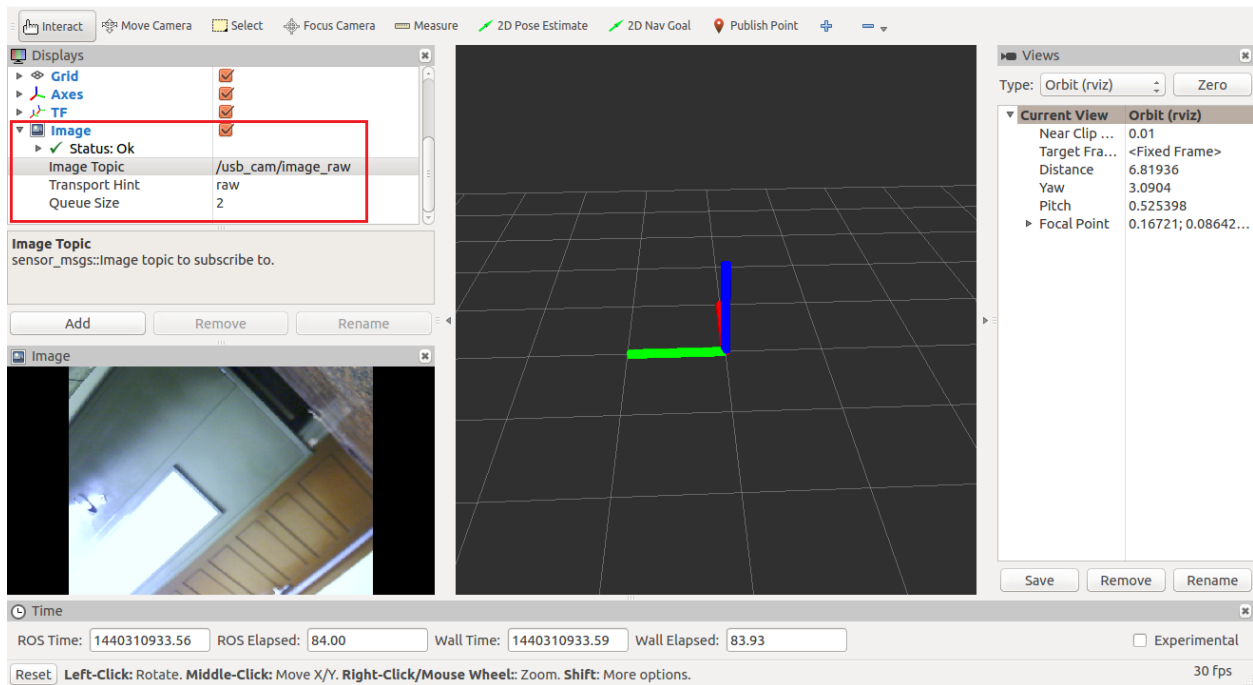 Interact Move Camera Select Focus Camera Measure 2D Pose Estimate 2D Nav Goal Publish Point
Displays
Grid
Axes
TF
Image
Status: Ok
Image Topic /usb_cam/image_raw
Transport Hint raw
Queue Size 2
Image Topic
sensor_msgs::Image topic to subscribe to.
Add Remove Rename
Image
Views
Type: Orbit (rviz) Zero
Current View Orbit (rviz)
Near Clip ... 0.01
Target Fra... <Fixed Frame>
Distance 6.81936
Yaw 3.0904
Pitch 0.525398
Focal Point 0.16721; 0.08642...
Save Remove Rename
Time
ROS Time: 1440310933.56 ROS Elapsed: 84.00 Wall Time: 1440310933.59 Wall Elapsed: 83.93 Experimental
Reset Left-Click: Rotate. Middle-Click: Move X/Y. Right-Click/Mouse Wheel:: Zoom. Shift: More options. 30 fps